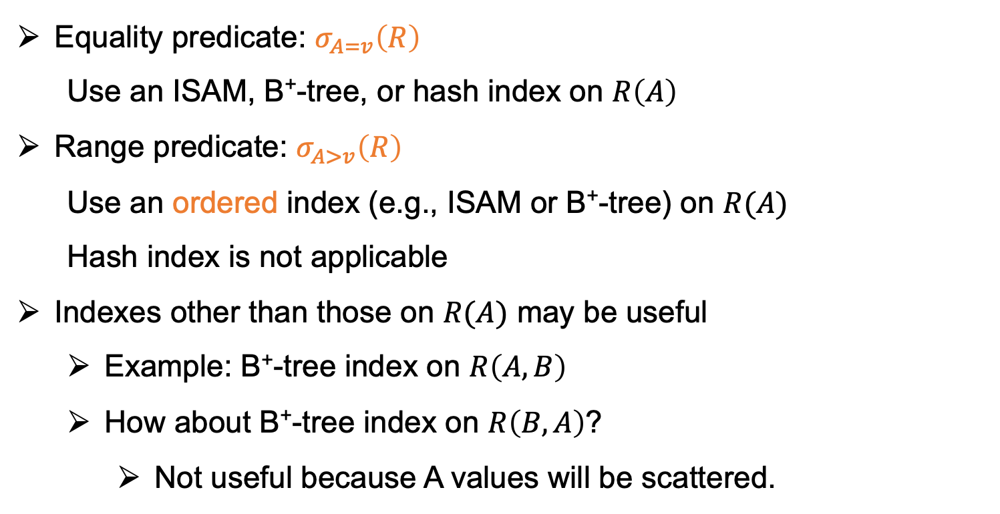 ➢ Equality predicate: σ_{A=v}(R)
Use an ISAM, B⁺-tree, or hash index on R(A)
➢ Range predicate: σ_{A>v}(R)
Use an ordered index (e.g., ISAM or B⁺-tree) on R(A)
Hash index is not applicable
➢ Indexes other than those on R(A) may be useful
➢ Example: B⁺-tree index on R(A, B)
➢ How about B⁺-tree index on R(B, A)?
➢ Not useful because A values will be scattered.